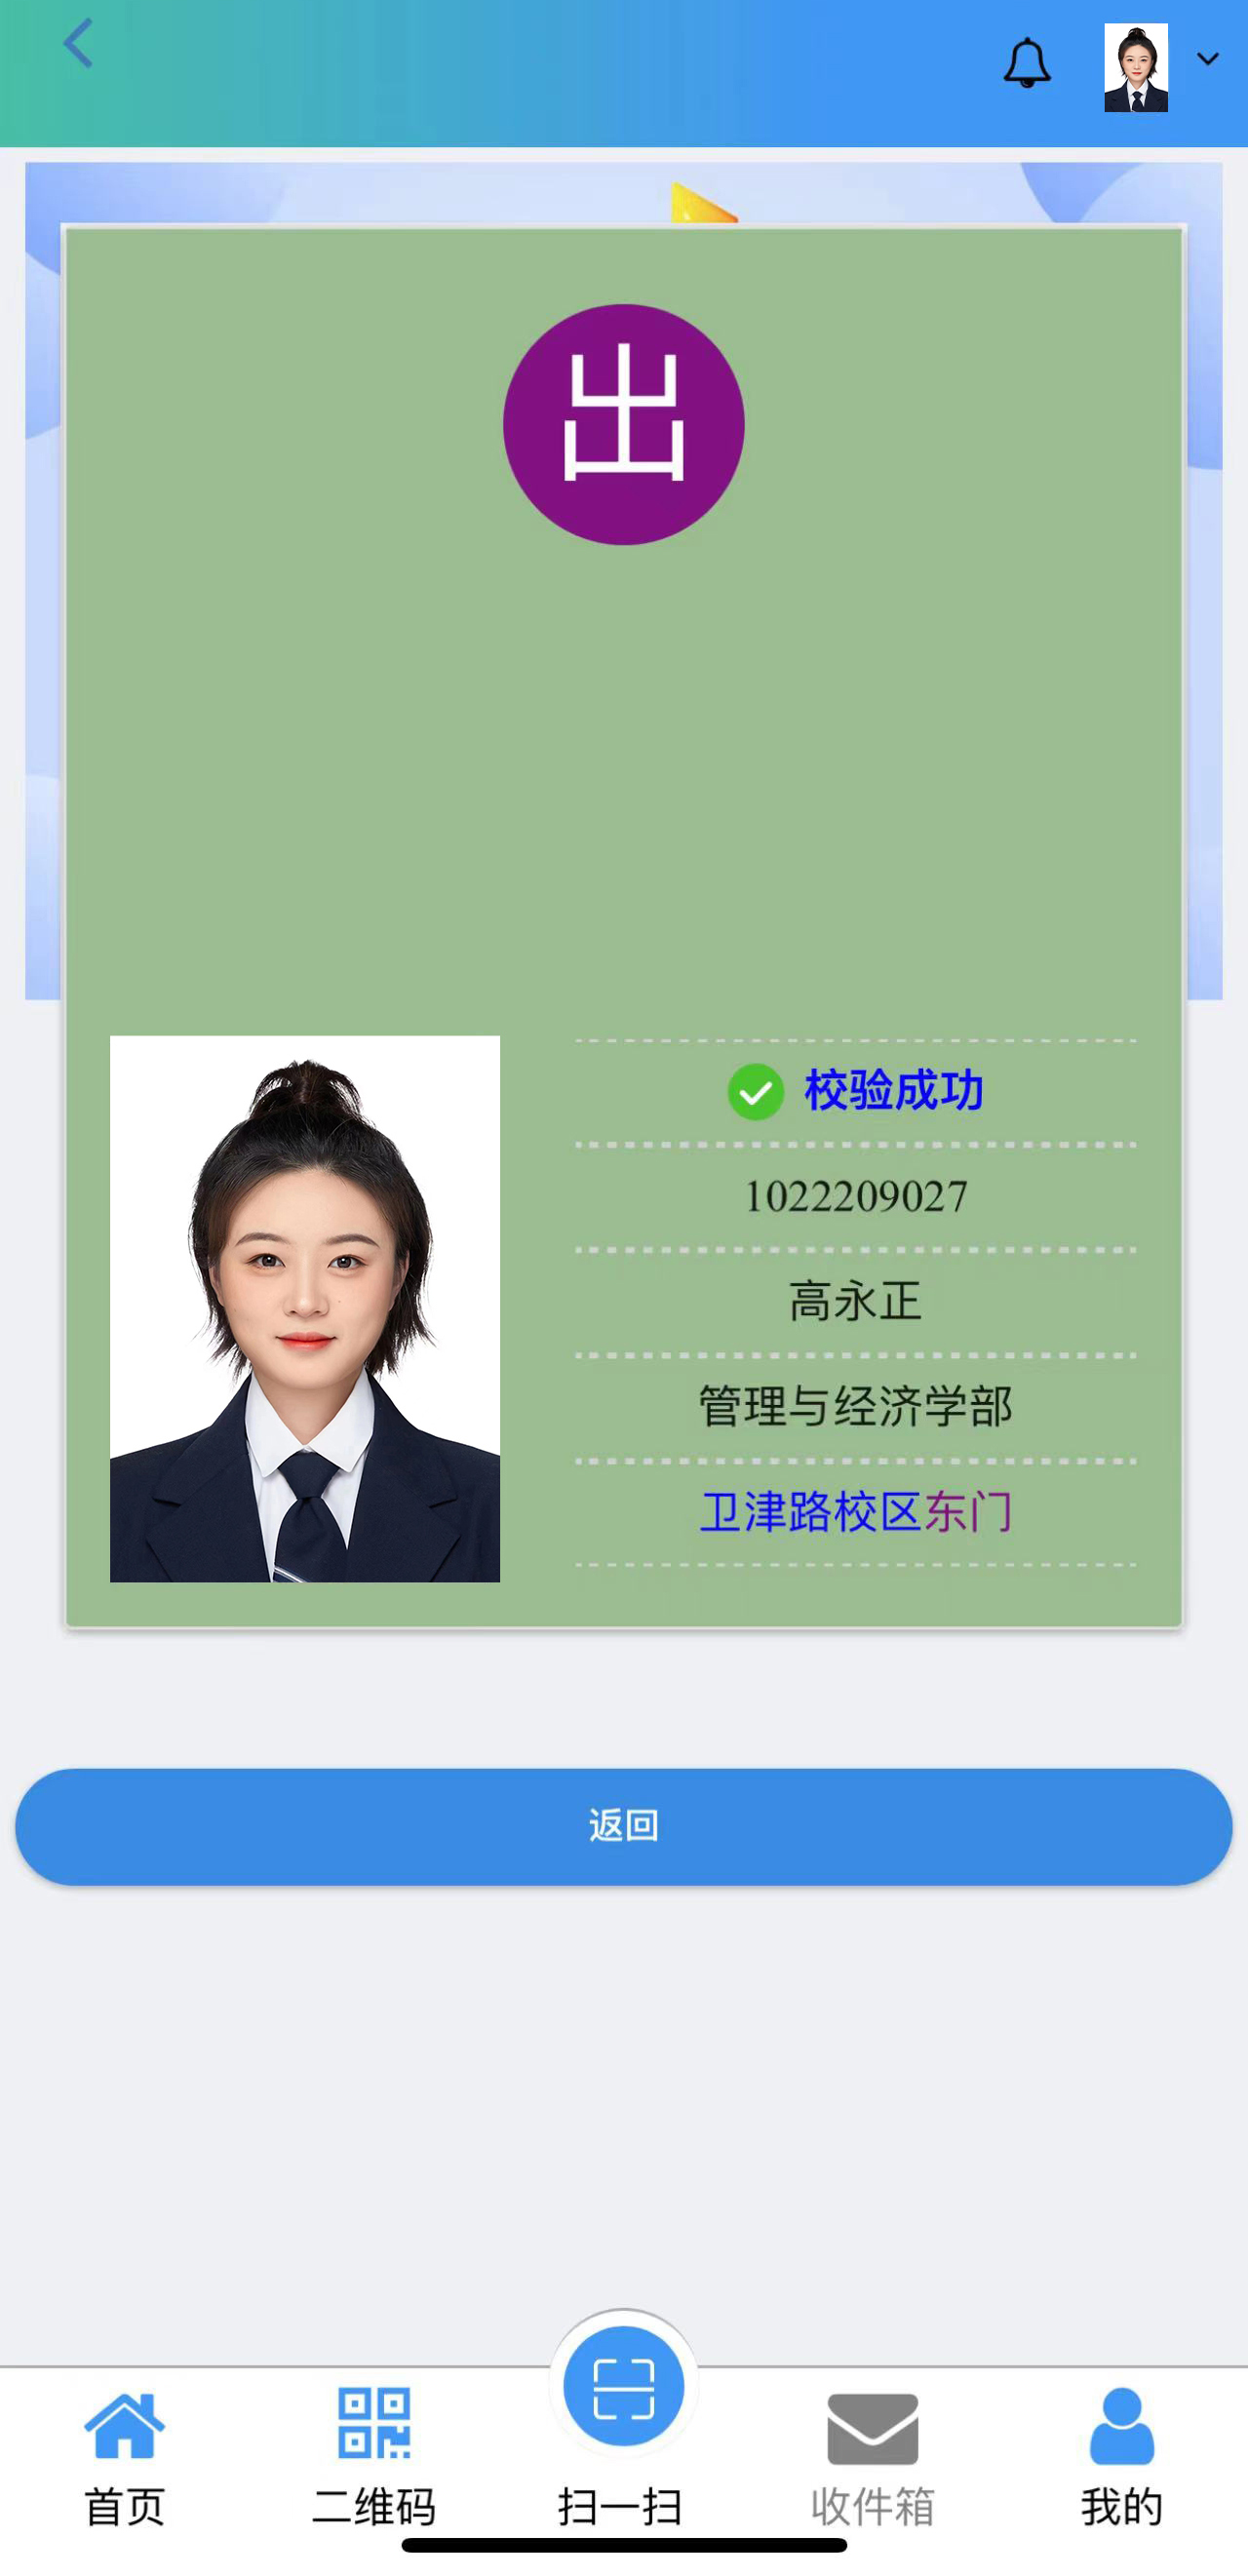 出
校验成功
1022209027
高永正
管理与经济学部
卫津路校区东门
返回
首页
二维码
扫一扫
收件箱
我的